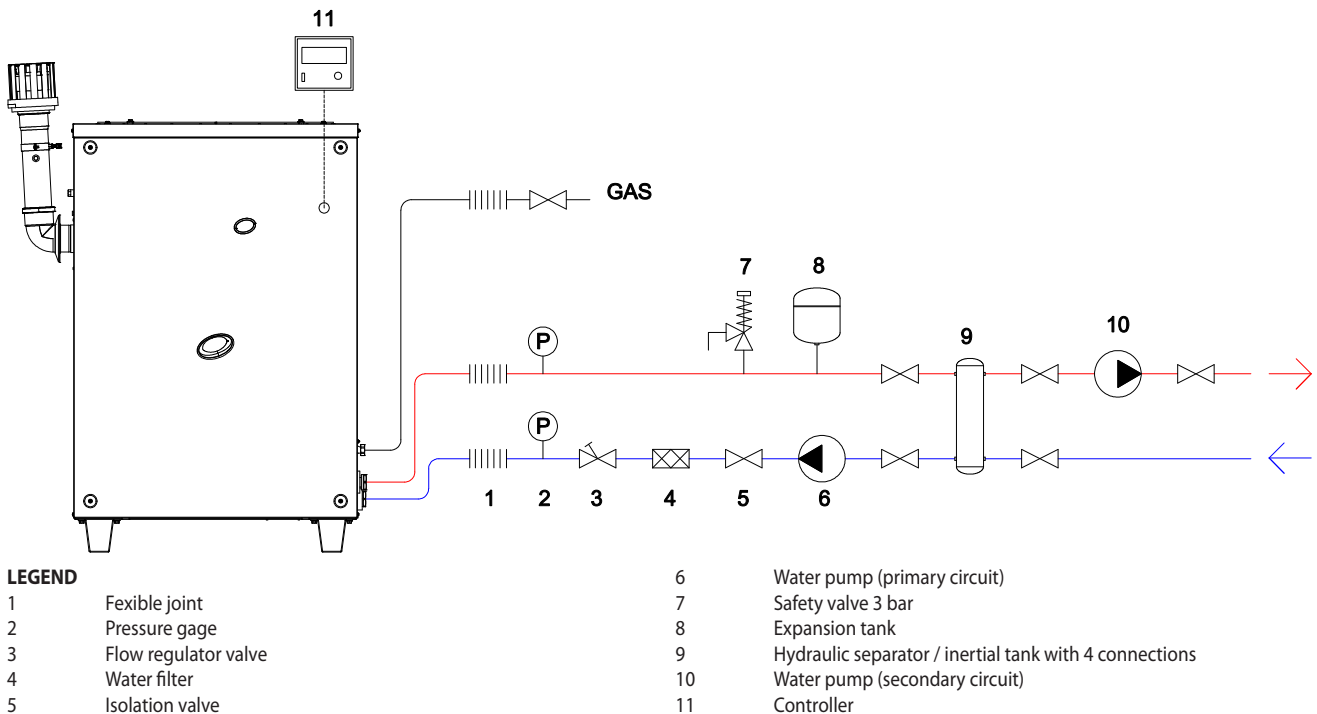 11
GAS
7
8
9
10
P
P
1
2
3
4
5
6
LEGEND
1 Fexible joint
2 Pressure gage
3 Flow regulator valve
4 Water filter
5 Isolation valve
6 Water pump (primary circuit)
7 Safety valve 3 bar
8 Expansion tank
9 Hydraulic separator / inertial tank with 4 connections
10 Water pump (secondary circuit)
11 Controller